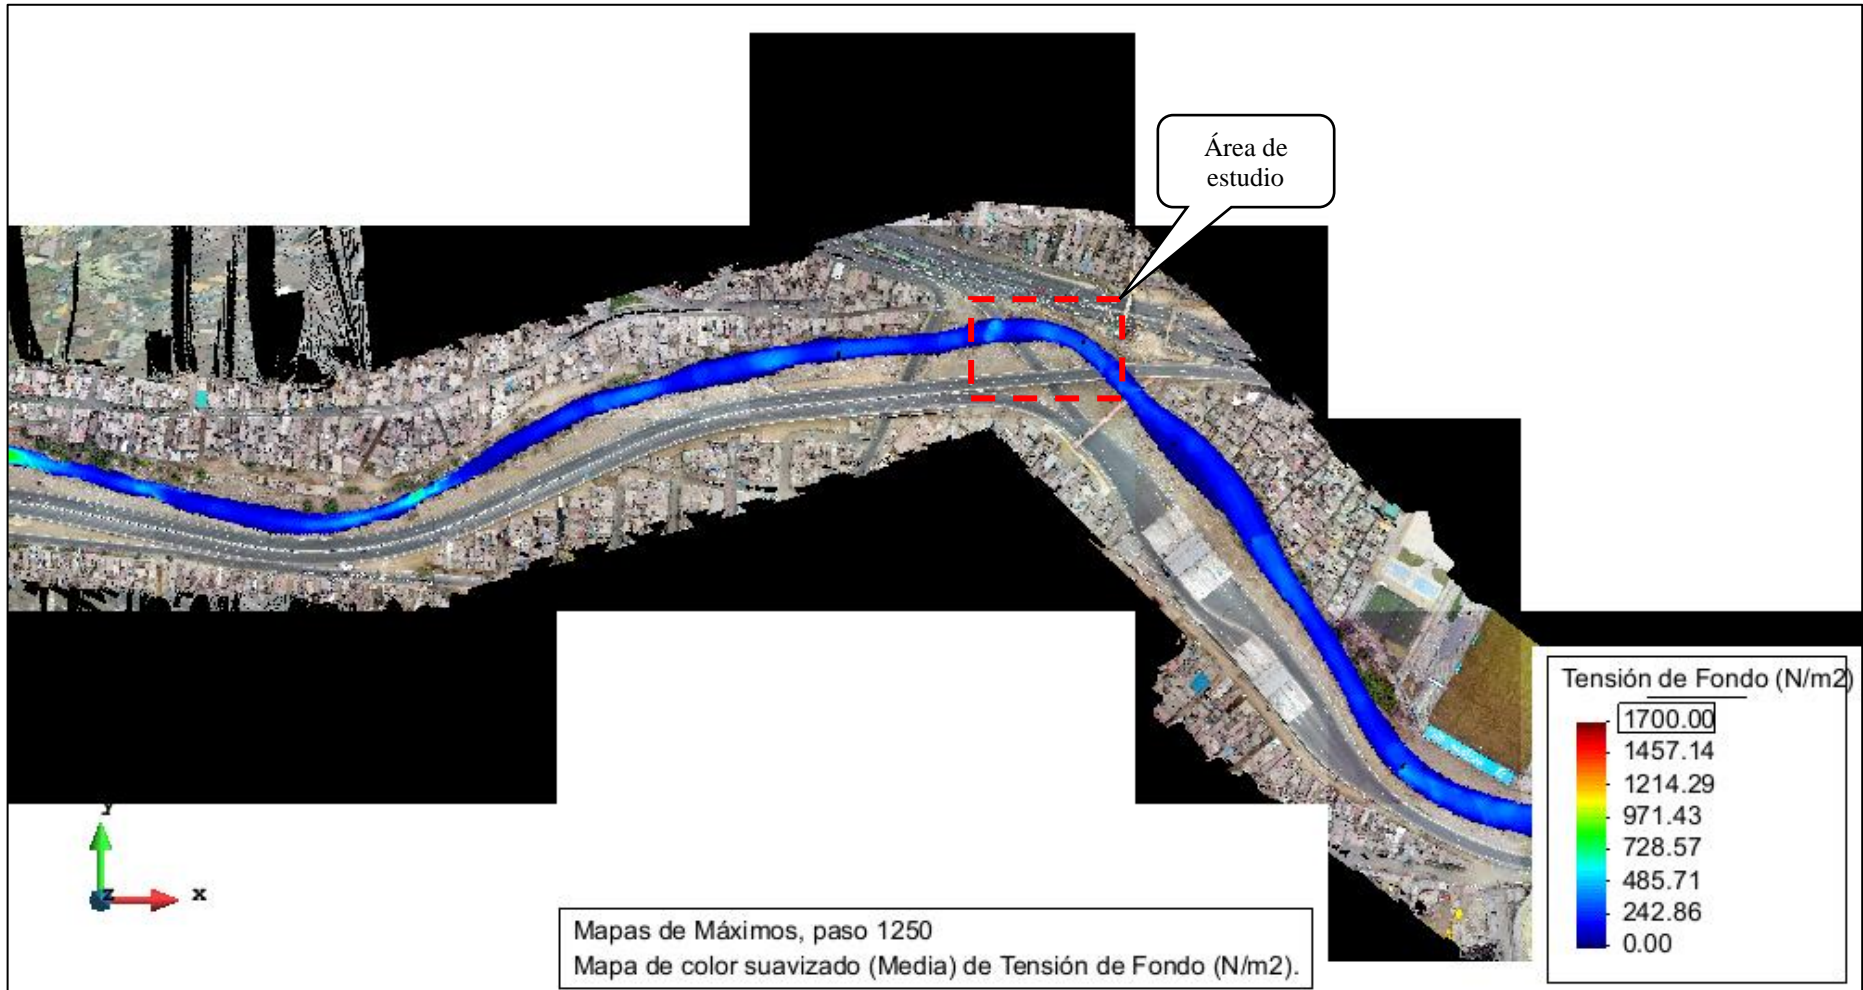 Área de
estudio
Tensión de Fondo (N/m2)
1700.00
1457.14
1214.29
971.43
728.57
485.71
242.86
0.00
y
z
x
Mapas de Máximos, paso 1250
Mapa de color suavizado (Media) de Tensión de Fondo (N/m2).